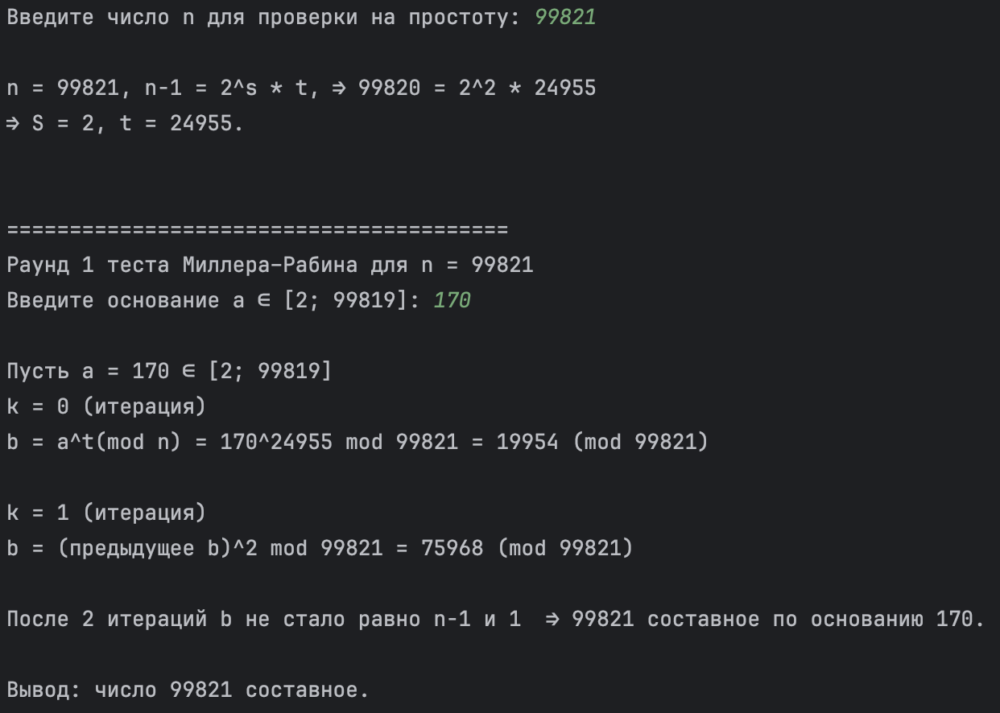 Введите число n для проверки на простоту: 99821
n = 99821, n-1 = 2^s * t, ⇒ 99820 = 2^2 * 24955
⇒ S = 2, t = 24955.
========================================
Раунд 1 теста Миллера-Рабина для n = 99821
Введите основание a ∈ [2; 99819]: 170
Пусть a = 170 ∈ [2; 99819]
k = 0 (итерация)
b = a^t(mod n) = 170^24955 mod 99821 = 19954 (mod 99821)
k = 1 (итерация)
b = (предыдущее b)^2 mod 99821 = 75968 (mod 99821)
После 2 итераций b не стало равно n-1 и 1  ⇒ 99821 составное по основанию 170.
Вывод: число 99821 составное.